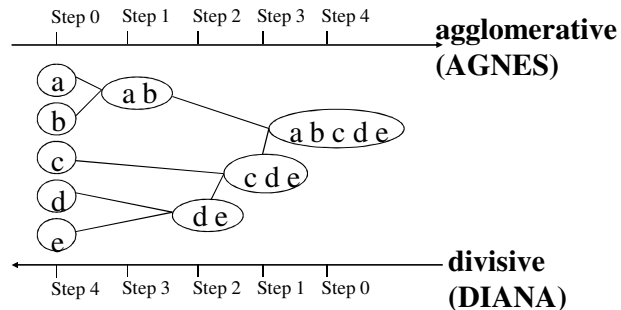 Step 0 Step 1 Step 2 Step 3 Step 4
agglomerative
(AGNES)
a
a b
b
a b c d e
c
c d e
d
d e
e
divisive
(DIANA)
Step 4 Step 3 Step 2 Step 1 Step 0